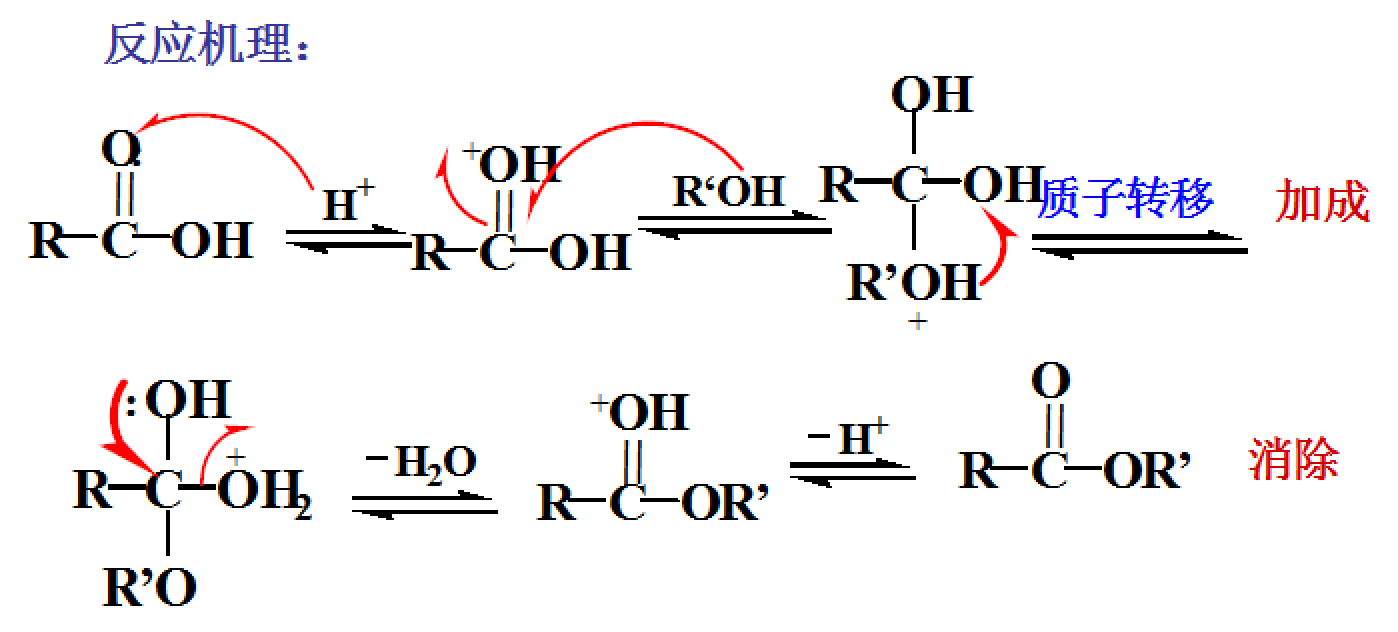 反应机理：
O
R—C—OH
H+
+OH
R—C—OH
R‘OH
OH
R—C—OH
R’OH
+
质子转移
加成
:OH
R—C—OH2
+
R’O
–H2O
+OH
R—C—OR’
–H+
O
R—C—OR’
消除